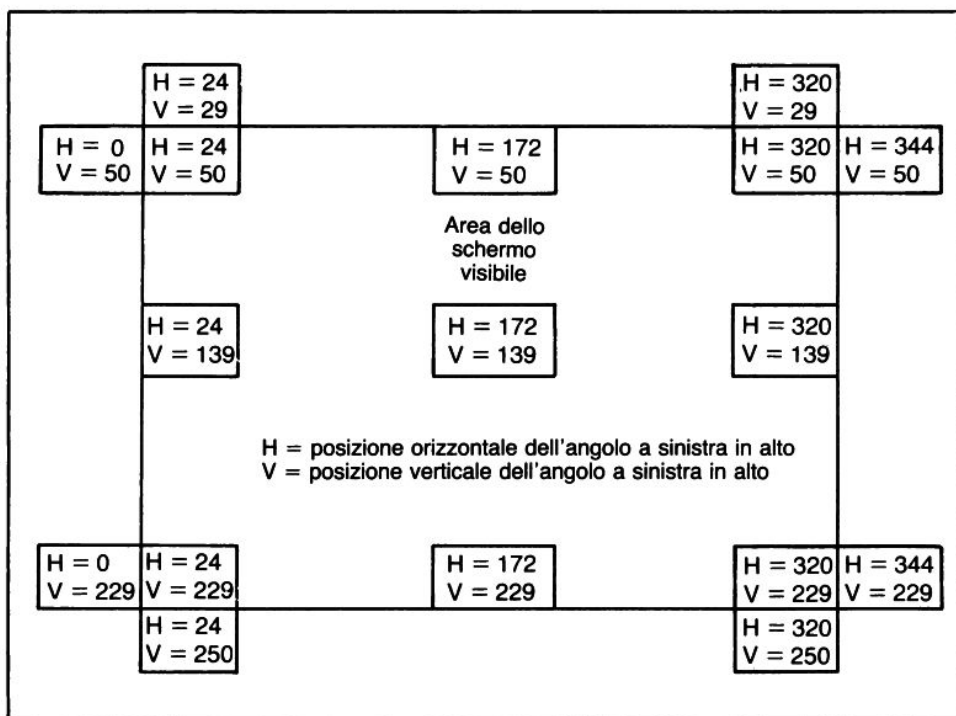 H = 24
V = 29
H = 320
V = 29
H = 0
V = 50
H = 24
V = 50
H = 172
V = 50
H = 320
V = 50
H = 344
V = 50
Area dello
schermo
visibile
H = 24
V = 139
H = 172
V = 139
H = 320
V = 139
H = posizione orizzontale dell'angolo a sinistra in alto
V = posizione verticale dell'angolo a sinistra in alto
H = 0
V = 229
H = 24
V = 229
H = 172
V = 229
H = 320
V = 229
H = 344
V = 229
H = 24
V = 250
H = 320
V = 250